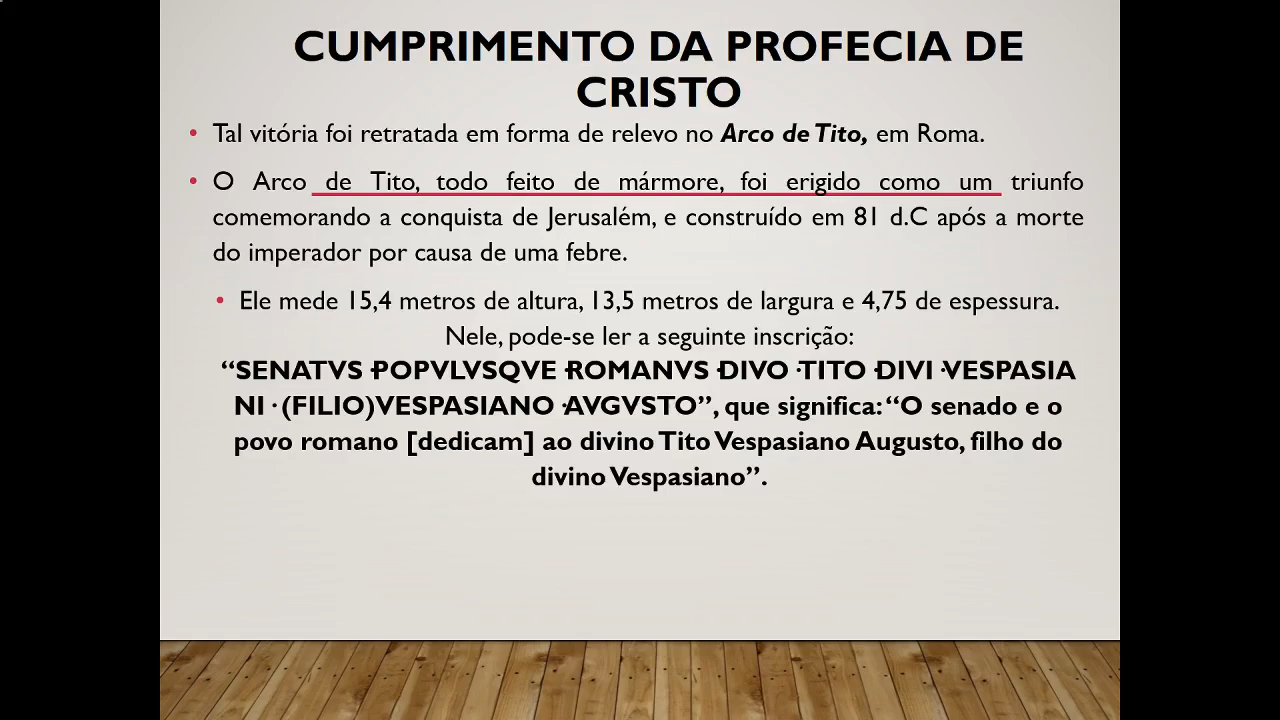 CUMPRIMENTO DA PROFECIA DE
CRISTO
• Tal vitória foi retratada em forma de relevo no Arco de Tito, em Roma.
• O Arco de Tito, todo feito de mármore, foi erigido como um triunfo
comemorando a conquista de Jerusalém, e construído em 81 d.C após a morte
do imperador por causa de uma febre.
• Ele mede 15,4 metros de altura, 13,5 metros de largura e 4,75 de espessura.
Nele, pode-se ler a seguinte inscrição:
“SENATVS ·POPVLVSQVE ·ROMANVS ·DIVO ·TITO ·DIVI ·VESPASIA
NI · (FILIO)VESPASIANO ·AVGVSTO”, que significa: “O senado e o
povo romano [dedicam] ao divino Tito Vespasiano Augusto, filho do
divino Vespasiano”.